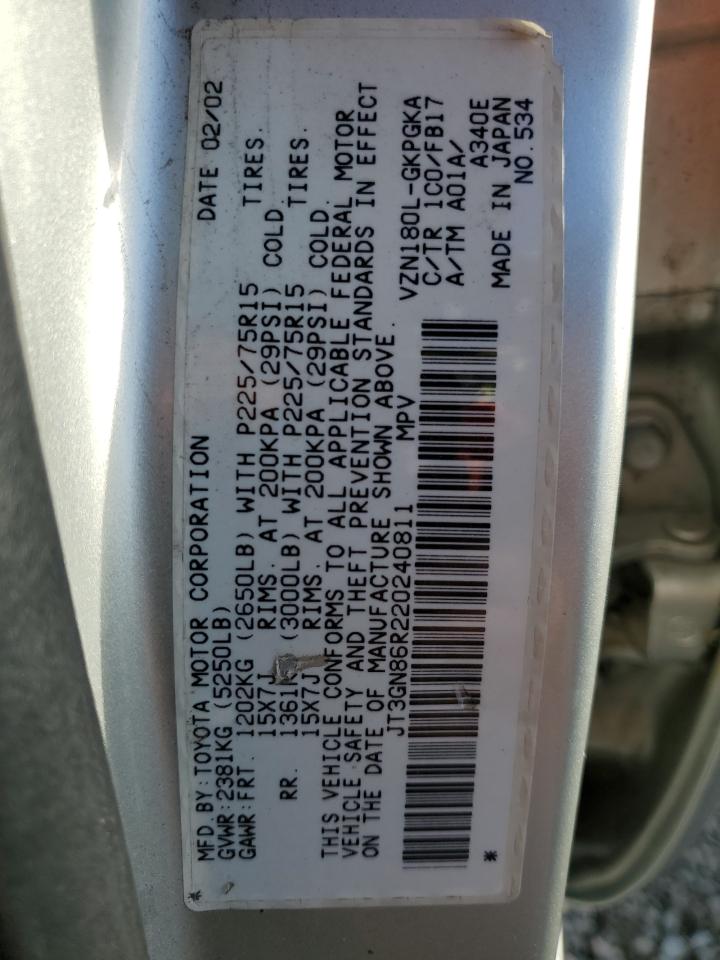 MFD. BY: TOYOTA MOTOR CORPORATION DATE 02/02
GVWR: 2381KG (5250LB)
GAWR: FRT. 1202KG (2650LB) WITH P225/75R15 TIRES.
15X7J RIMS. AT 200KPA (29PSI) COLD
RR. 1361 (3000LB) WITH P225/75R15 TIRES.
15X7J RIMS. AT 200KPA (29PSI) COLD.
THIS VEHICLE CONFORMS TO ALL APPLICABLE FEDERAL MOTOR
VEHICLE SAFETY AND THEFT PREVENTION STANDARDS IN EFFECT
ON THE DATE OF MANUFACTURE SHOWN ABOVE.
JT3GN86R220240811 MPV
VZN180L-GKPGKA
C/TR 1C0/FB17
A/TM A01A/
A340E
MADE IN JAPAN
NO. 534
* *